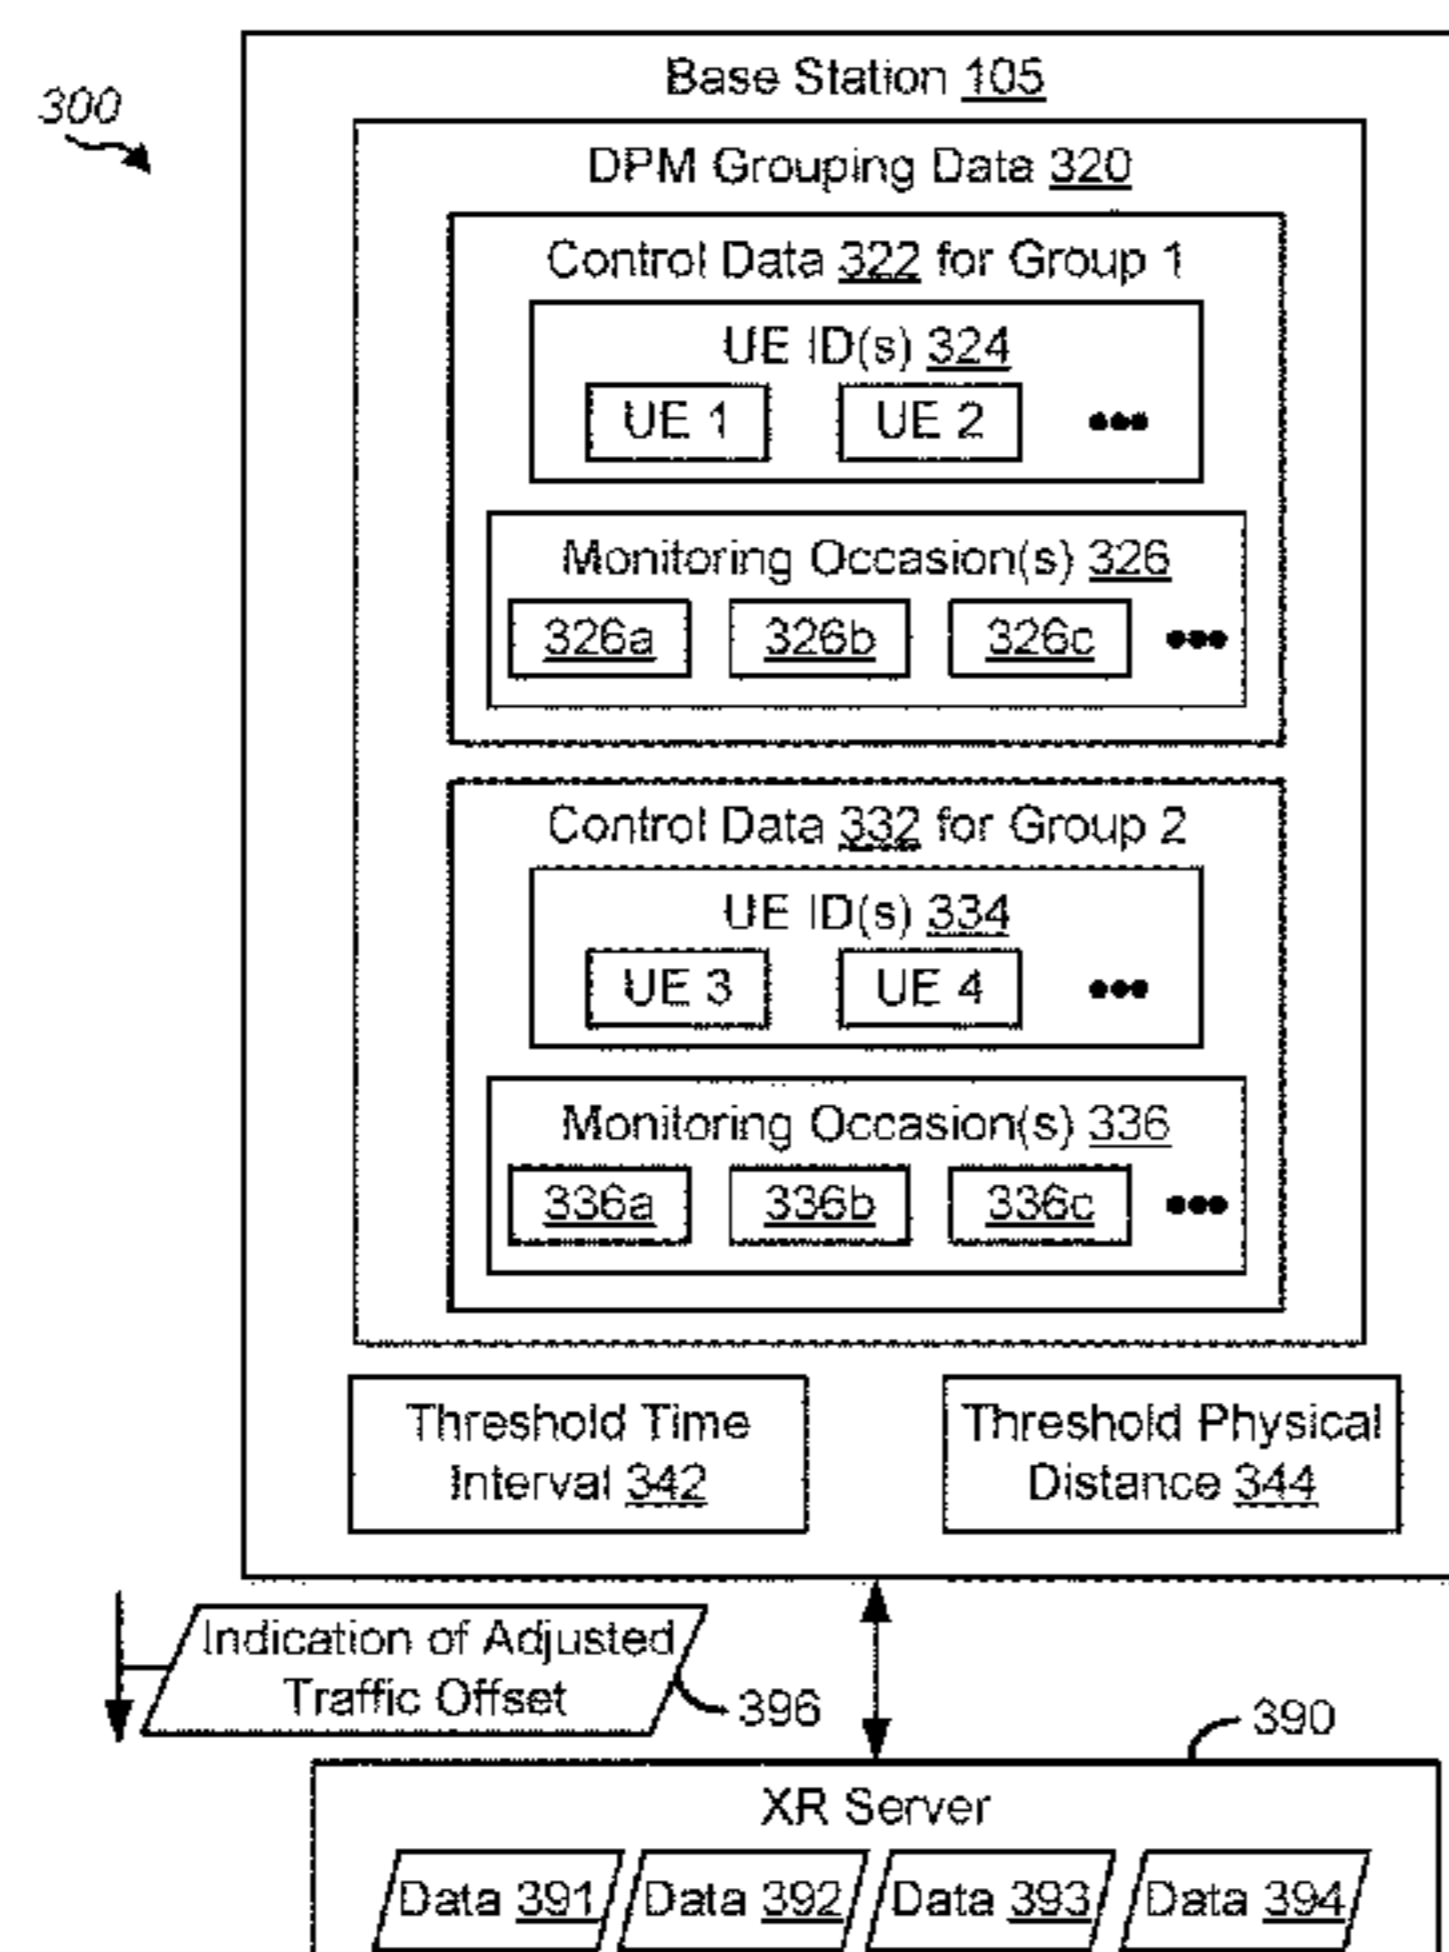 300
Base Station 105
DPM Grouping Data 320
Control Data 322 for Group 1
UE ID(s) 324
UE 1 UE 2 •••
Monitoring Occasion(s) 326
326a 326b 326c •••
Control Data 332 for Group 2
UE ID(s) 334
UE 3 UE 4 •••
Monitoring Occasion(s) 336
336a 336b 336c •••
Threshold Time
Interval 342
Threshold Physical
Distance 344
Indication of Adjusted
Traffic Offset
396
390
XR Server
Data 391 Data 392 Data 393 Data 394